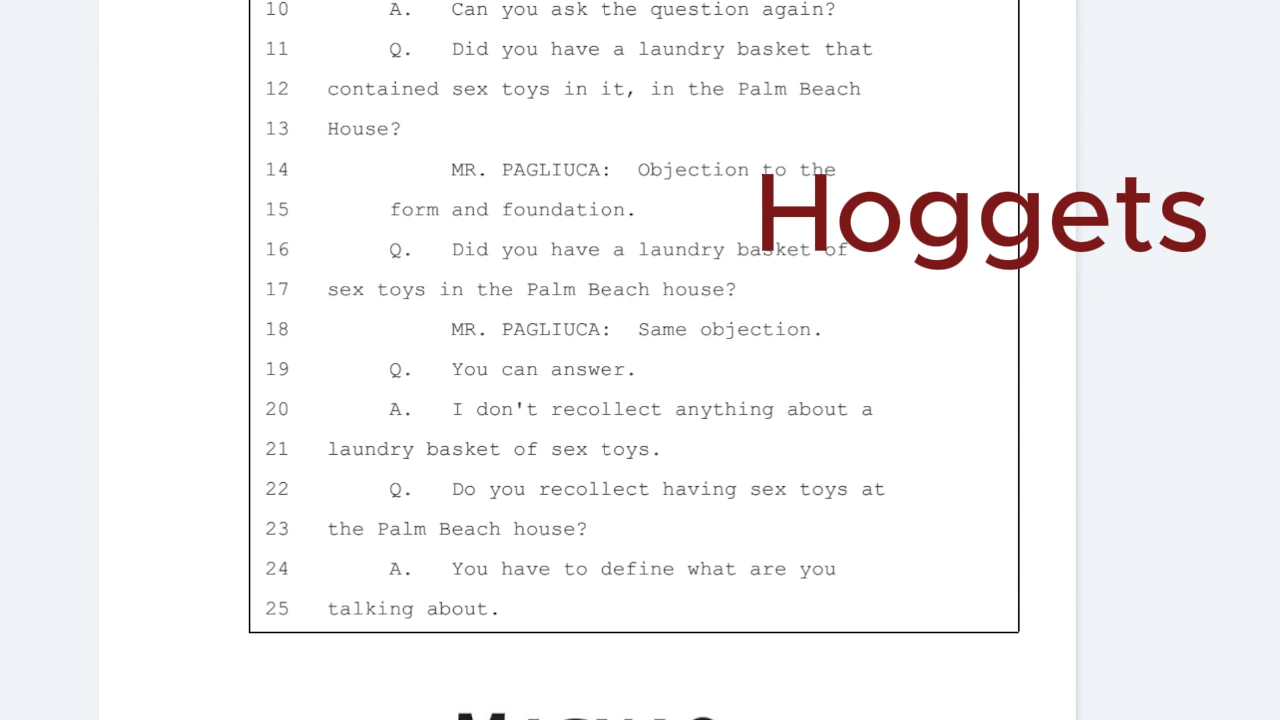 10 A. Can you ask the question again?
11 Q. Did you have a laundry basket that
12 contained sex toys in it, in the Palm Beach
13 House?
14 MR. PAGLIUCA: Objection to the
15 form and foundation.
16 Q. Did you have a laundry basket of
17 sex toys in the Palm Beach house?
18 MR. PAGLIUCA: Same objection.
19 Q. You can answer.
20 A. I don't recollect anything about a
21 laundry basket of sex toys.
22 Q. Do you recollect having sex toys at
23 the Palm Beach house?
24 A. You have to define what are you
25 talking about.
Hoggets